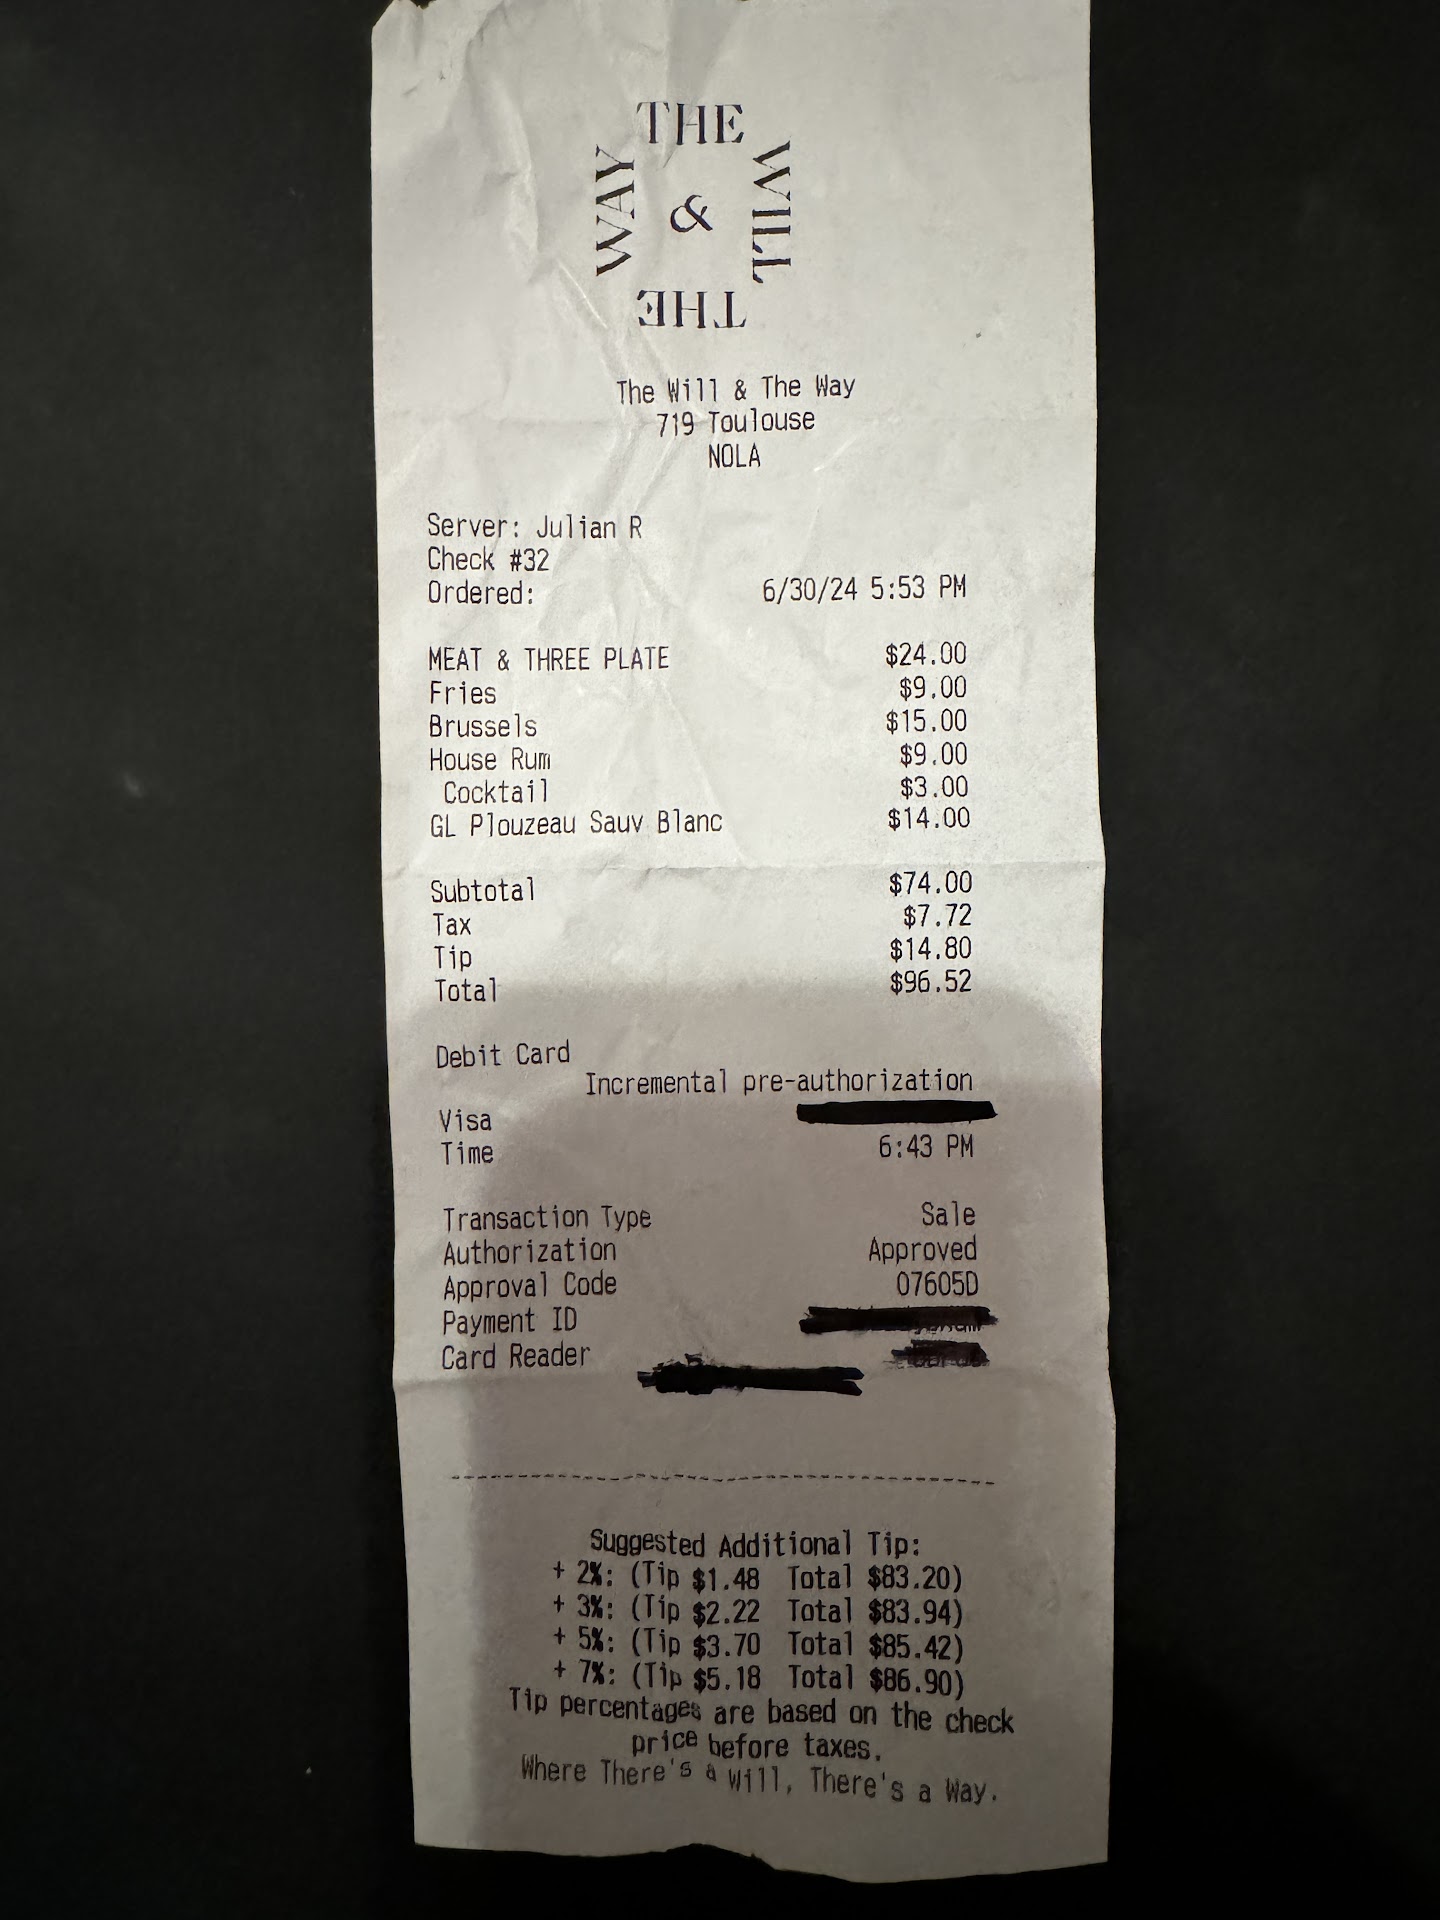 THE
WILL
&
THE
WAY
The Will & The Way
719 Toulouse
NOLA
Server: Julian R
Check #32
Ordered: 6/30/24 5:53 PM
MEAT & THREE PLATE $24.00
Fries $9.00
Brussels $15.00
House Rum $9.00
Cocktail $3.00
GL Plouzeau Sauv Blanc $14.00
Subtotal $74.00
Tax $7.72
Tip $14.80
Total $96.52
Debit Card
Incremental pre-authorization
Visa
Time 6:43 PM
Transaction Type Sale
Authorization Approved
Approval Code 07605D
Payment ID
Card Reader
Suggested Additional Tip:
+ 2%: (Tip $1.48 Total $83.20)
+ 3%: (Tip $2.22 Total $83.94)
+ 5%: (Tip $3.70 Total $85.42)
+ 7%: (Tip $5.18 Total $86.90)
Tip percentages are based on the check
price before taxes.
Where There's a Will, There's a Way.